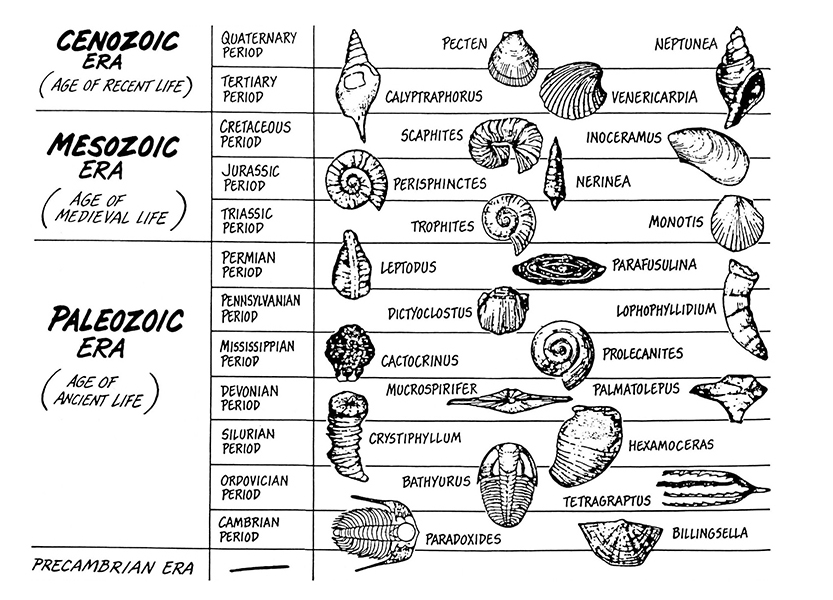 CENOZOIC
ERA
(AGE OF RECENT LIFE)
QUATERNARY
PERIOD
PECTEN
NEPTUNEA
TERTIARY
PERIOD
CALYPTRAPHORUS
VENERICARDIA
MESOZOIC
ERA
(AGE OF
MEDIEVAL LIFE)
CRETACEOUS
PERIOD
SCAPHITES
INOCERAMUS
JURASSIC
PERIOD
PERISPHINCTES
NERINEA
TRIASSIC
PERIOD
TROPHITES
MONOTIS
PALEOZOIC
ERA
(AGE OF
ANCIENT LIFE)
PERMIAN
PERIOD
LEPTODUS
PARAFUSULINA
PENNSYLVANIAN
PERIOD
DICTYOCLOSTUS
LOPHOPHYLLIDIUM
MISSISSIPPIAN
PERIOD
CACTOCRINUS
PROLECANITES
DEVONIAN
PERIOD
MUCROSPIRIFER
PALMATOLEPUS
SILURIAN
PERIOD
CRYSTIPHYLLUM
HEXAMOCERAS
ORDOVICIAN
PERIOD
BATHYURUS
TETRAGRAPTUS
CAMBRIAN
PERIOD
PARADOXIDES
BILLINGSELLA
PRECAMBRIAN ERA